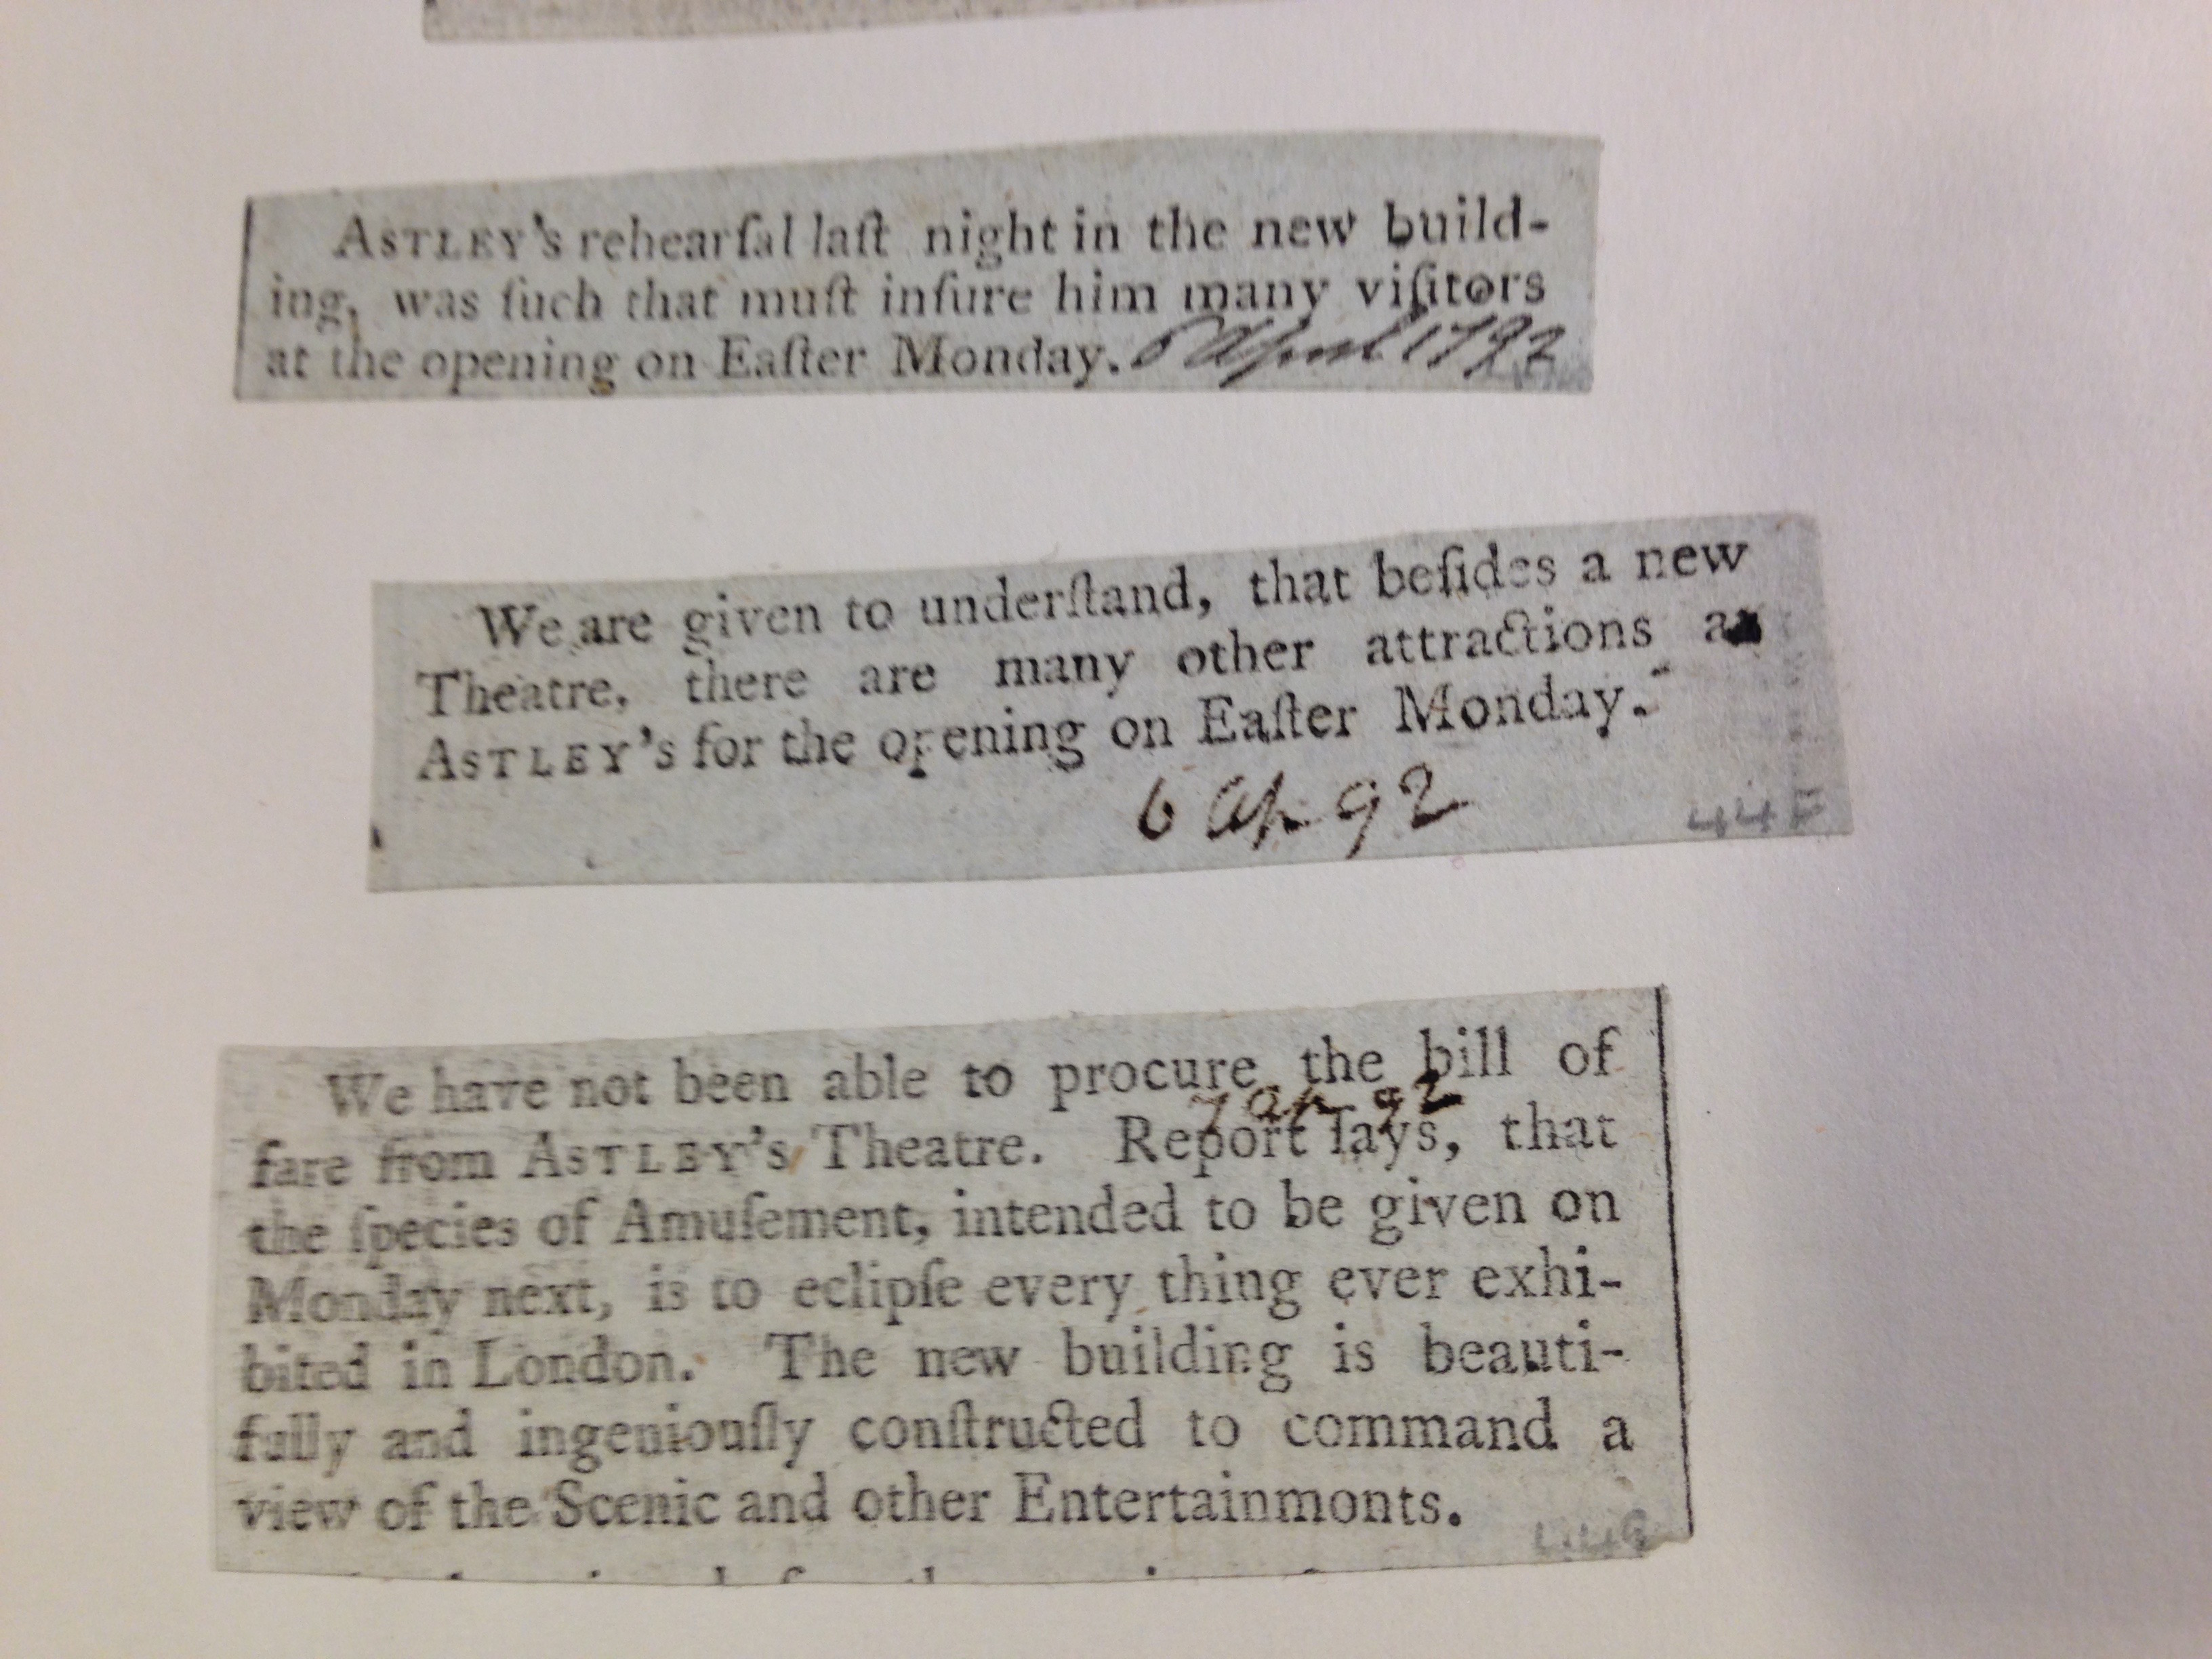 ASTLEY's rehearſal laſt night in the new build-
ing, was ſuch that muſt inſure him many viſitors
at the opening on Eaſter Monday. 6 April 1792
We are given to underſtand, that beſides a new
Theatre, there are many other attractions a
ASTLEY's for the opening on Eaſter Monday.
6 Ap 92
44F
We have not been able to procure the bill of
7 Ap 92
fare from ASTLEY's Theatre. Report ſays, that
the ſpecies of Amuſement, intended to be given on
Monday next, is to eclipſe every thing ever exhi-
bited in London. The new building is beauti-
fully and ingeniouſly conſtructed to command a
view of the Scenic and other Entertainmonts.